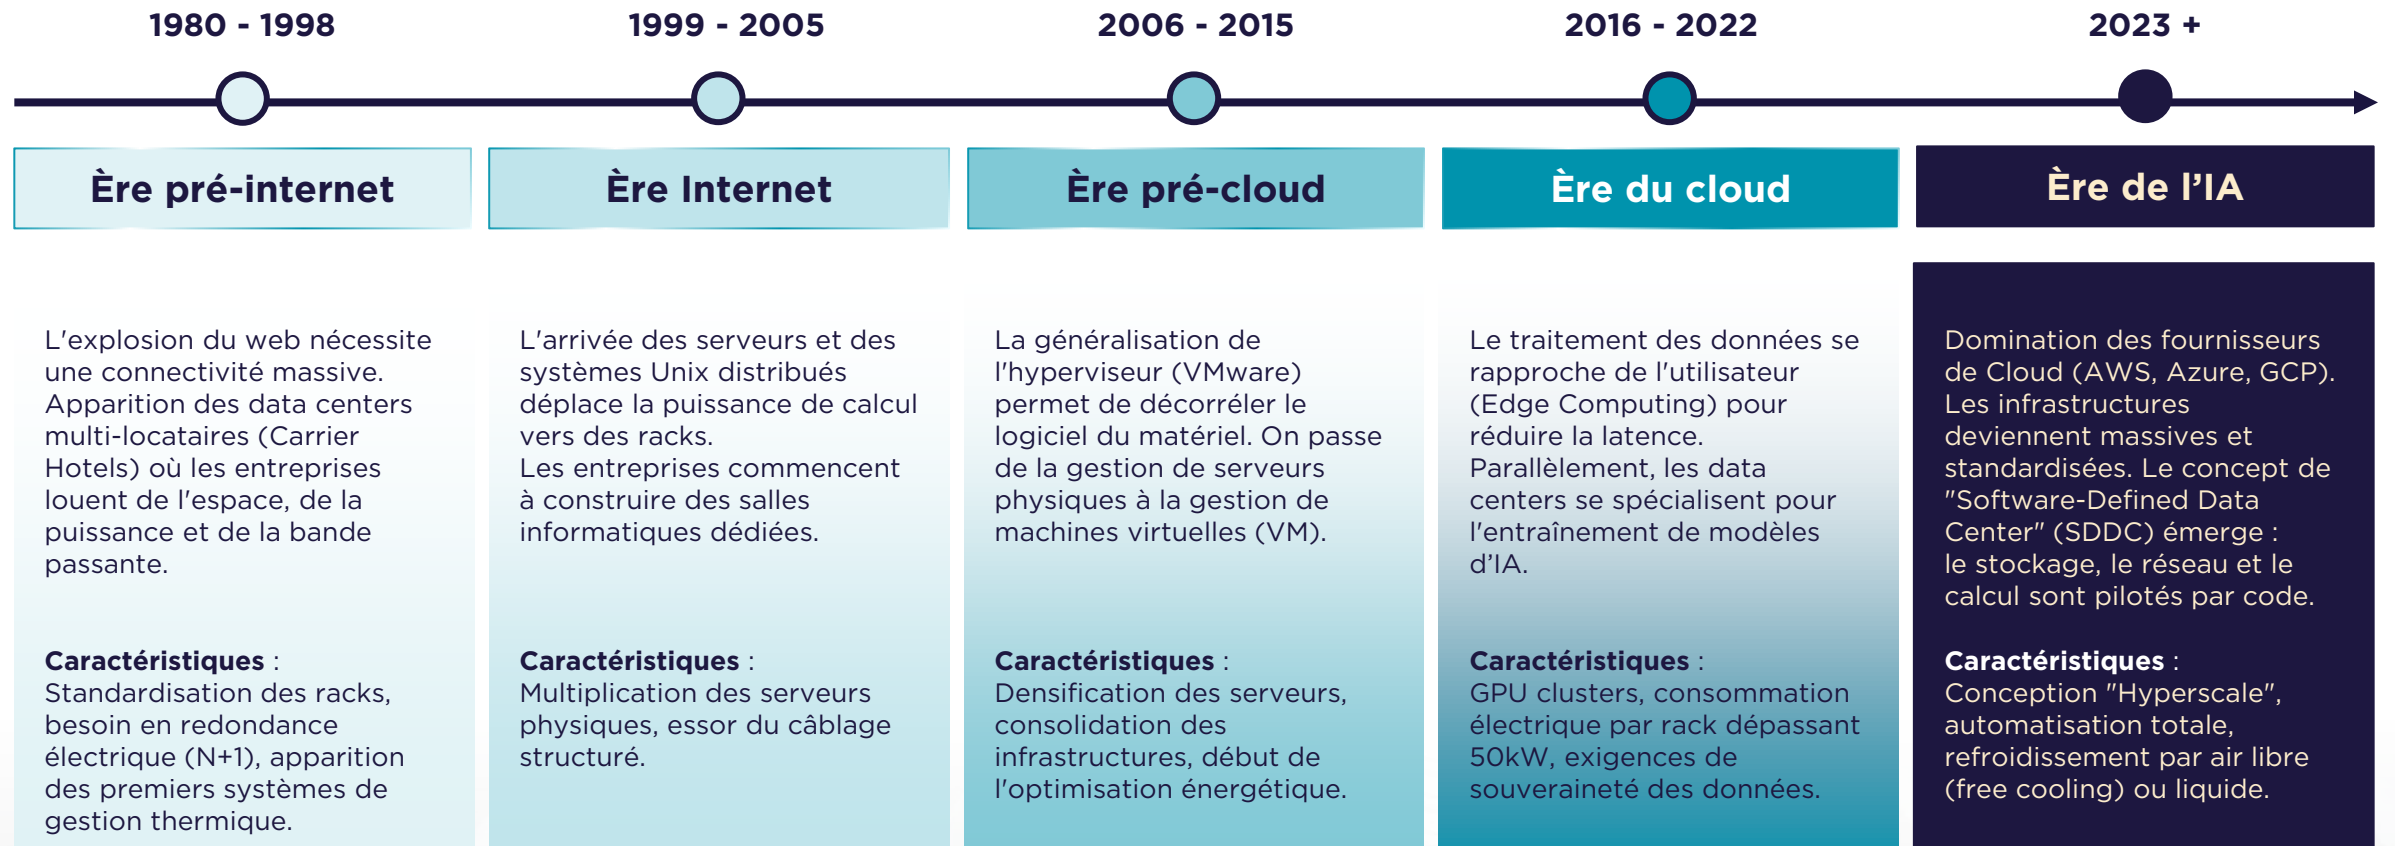 1980 - 1998
1999 - 2005
2006 - 2015
2016 - 2022
2023 +
Ère pré-internet
Ère Internet
Ère pré-cloud
Ère du cloud
Ère de l’IA
L'explosion du web nécessite
une connectivité massive.
Apparition des data centers
multi-locataires (Carrier
Hotels) où les entreprises
louent de l'espace, de la
puissance et de la bande
passante.
Caractéristiques :
Standardisation des racks,
besoin en redondance
électrique (N+1), apparition
des premiers systèmes de
gestion thermique.
L'arrivée des serveurs et des
systèmes Unix distribués
déplace la puissance de calcul
vers des racks.
Les entreprises commencent
à construire des salles
informatiques dédiées.
Caractéristiques :
Multiplication des serveurs
physiques, essor du câblage
structuré.
La généralisation de
l'hyperviseur (VMware)
permet de décorréler le
logiciel du matériel. On passe
de la gestion de serveurs
physiques à la gestion de
machines virtuelles (VM).
Caractéristiques :
Densification des serveurs,
consolidation des
infrastructures, début de
l'optimisation énergétique.
Le traitement des données se
rapproche de l'utilisateur
(Edge Computing) pour
réduire la latence.
Parallèlement, les data
centers se spécialisent pour
l'entraînement de modèles
d’IA.
Caractéristiques :
GPU clusters, consommation
électrique par rack dépassant
50kW, exigences de
souveraineté des données.
Domination des fournisseurs
de Cloud (AWS, Azure, GCP).
Les infrastructures
deviennent massives et
standardisées. Le concept de
"Software-Defined Data
Center" (SDDC) émerge :
le stockage, le réseau et le
calcul sont pilotés par code.
Caractéristiques :
Conception "Hyperscale",
automatisation totale,
refroidissement par air libre
(free cooling) ou liquide.